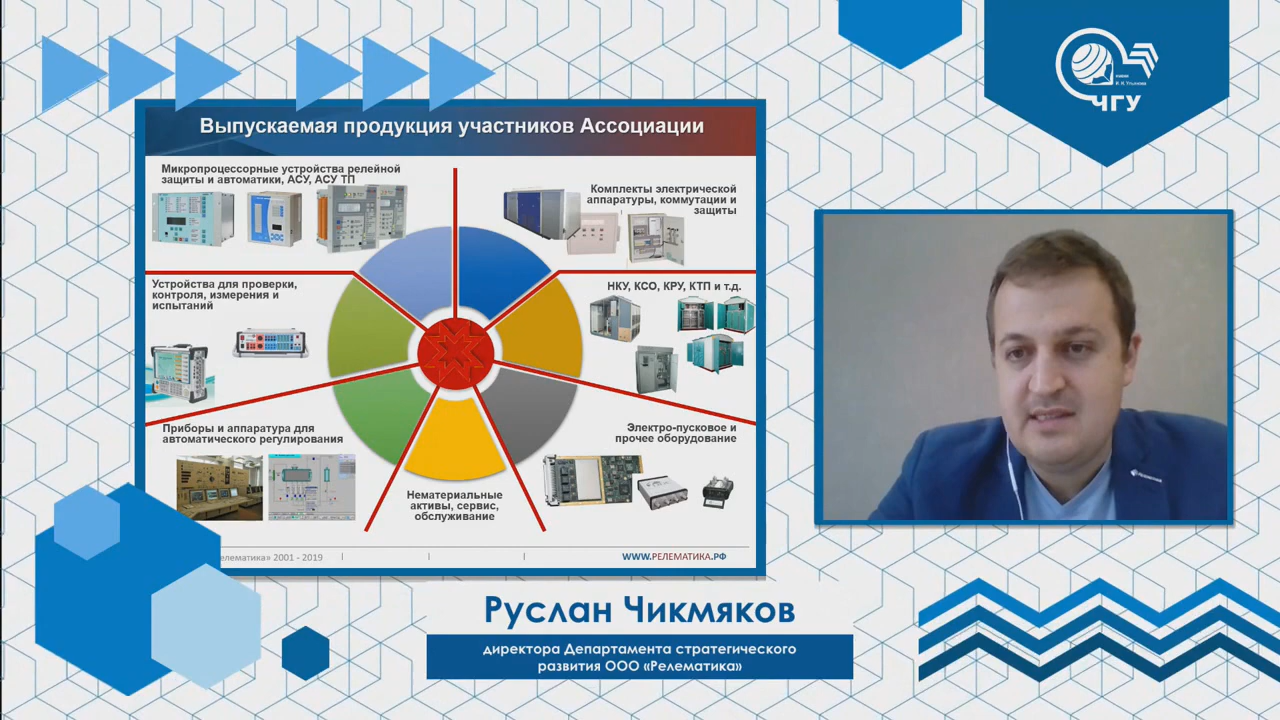 ЧГУ
Выпускаемая продукция участников Ассоциации
Микропроцессорные устройства релейной
защиты и автоматики, АСУ, АСУ ТП
Комплекты электрической
аппаратуры, коммутации и
защиты
Устройства для проверки,
контроля, измерения и
испытаний
НКУ, КСО, КРУ, КТП и т.д.
Приборы и аппаратура для
автоматического регулирования
Электро-пусковое и
прочее оборудование
Нематериальные
активы, сервис,
обслуживание
елематика» 2001 - 2019
WWW.РЕЛЕМАТИКА.РФ
Руслан Чикмяков
директора Департамента стратегического
развития ООО «Релематика»